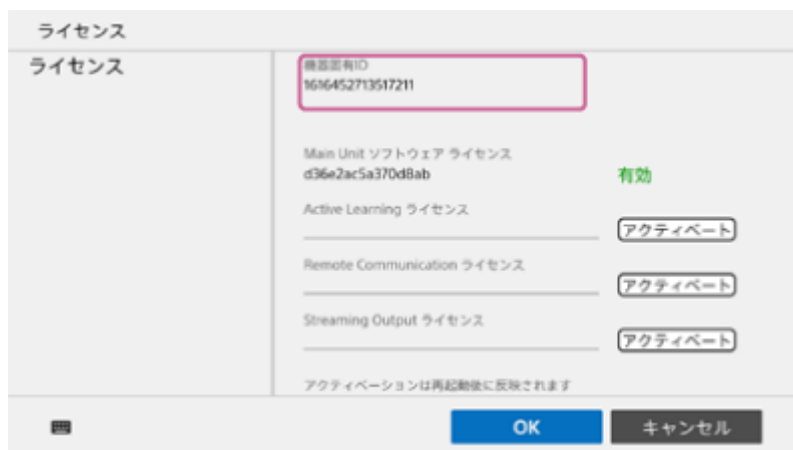 ライセンス
ライセンス
機器固有ID
1616452713517211
Main Unit ソフトウェア ライセンス
d36e2ac5a370d8ab
有効
Active Learning ライセンス
アクティベート
Remote Communication ライセンス
アクティベート
Streaming Output ライセンス
アクティベート
アクティベーションは再起動後に反映されます
OK
キャンセル